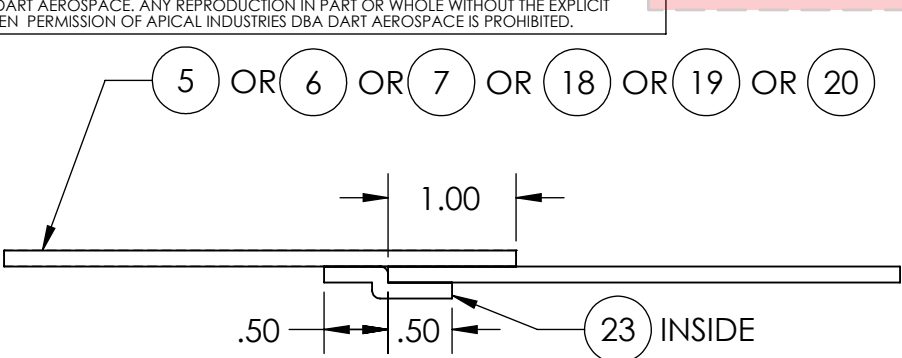 DART AEROSPACE. ANY REPRODUCTION IN PART OR WHOLE WITHOUT THE EXPLICIT
EN PERMISSION OF APICAL INDUSTRIES DBA DART AEROSPACE IS PROHIBITED.
5 OR 6 OR 7 OR 18 OR 19 OR 20
1.00
.50 .50 23 INSIDE